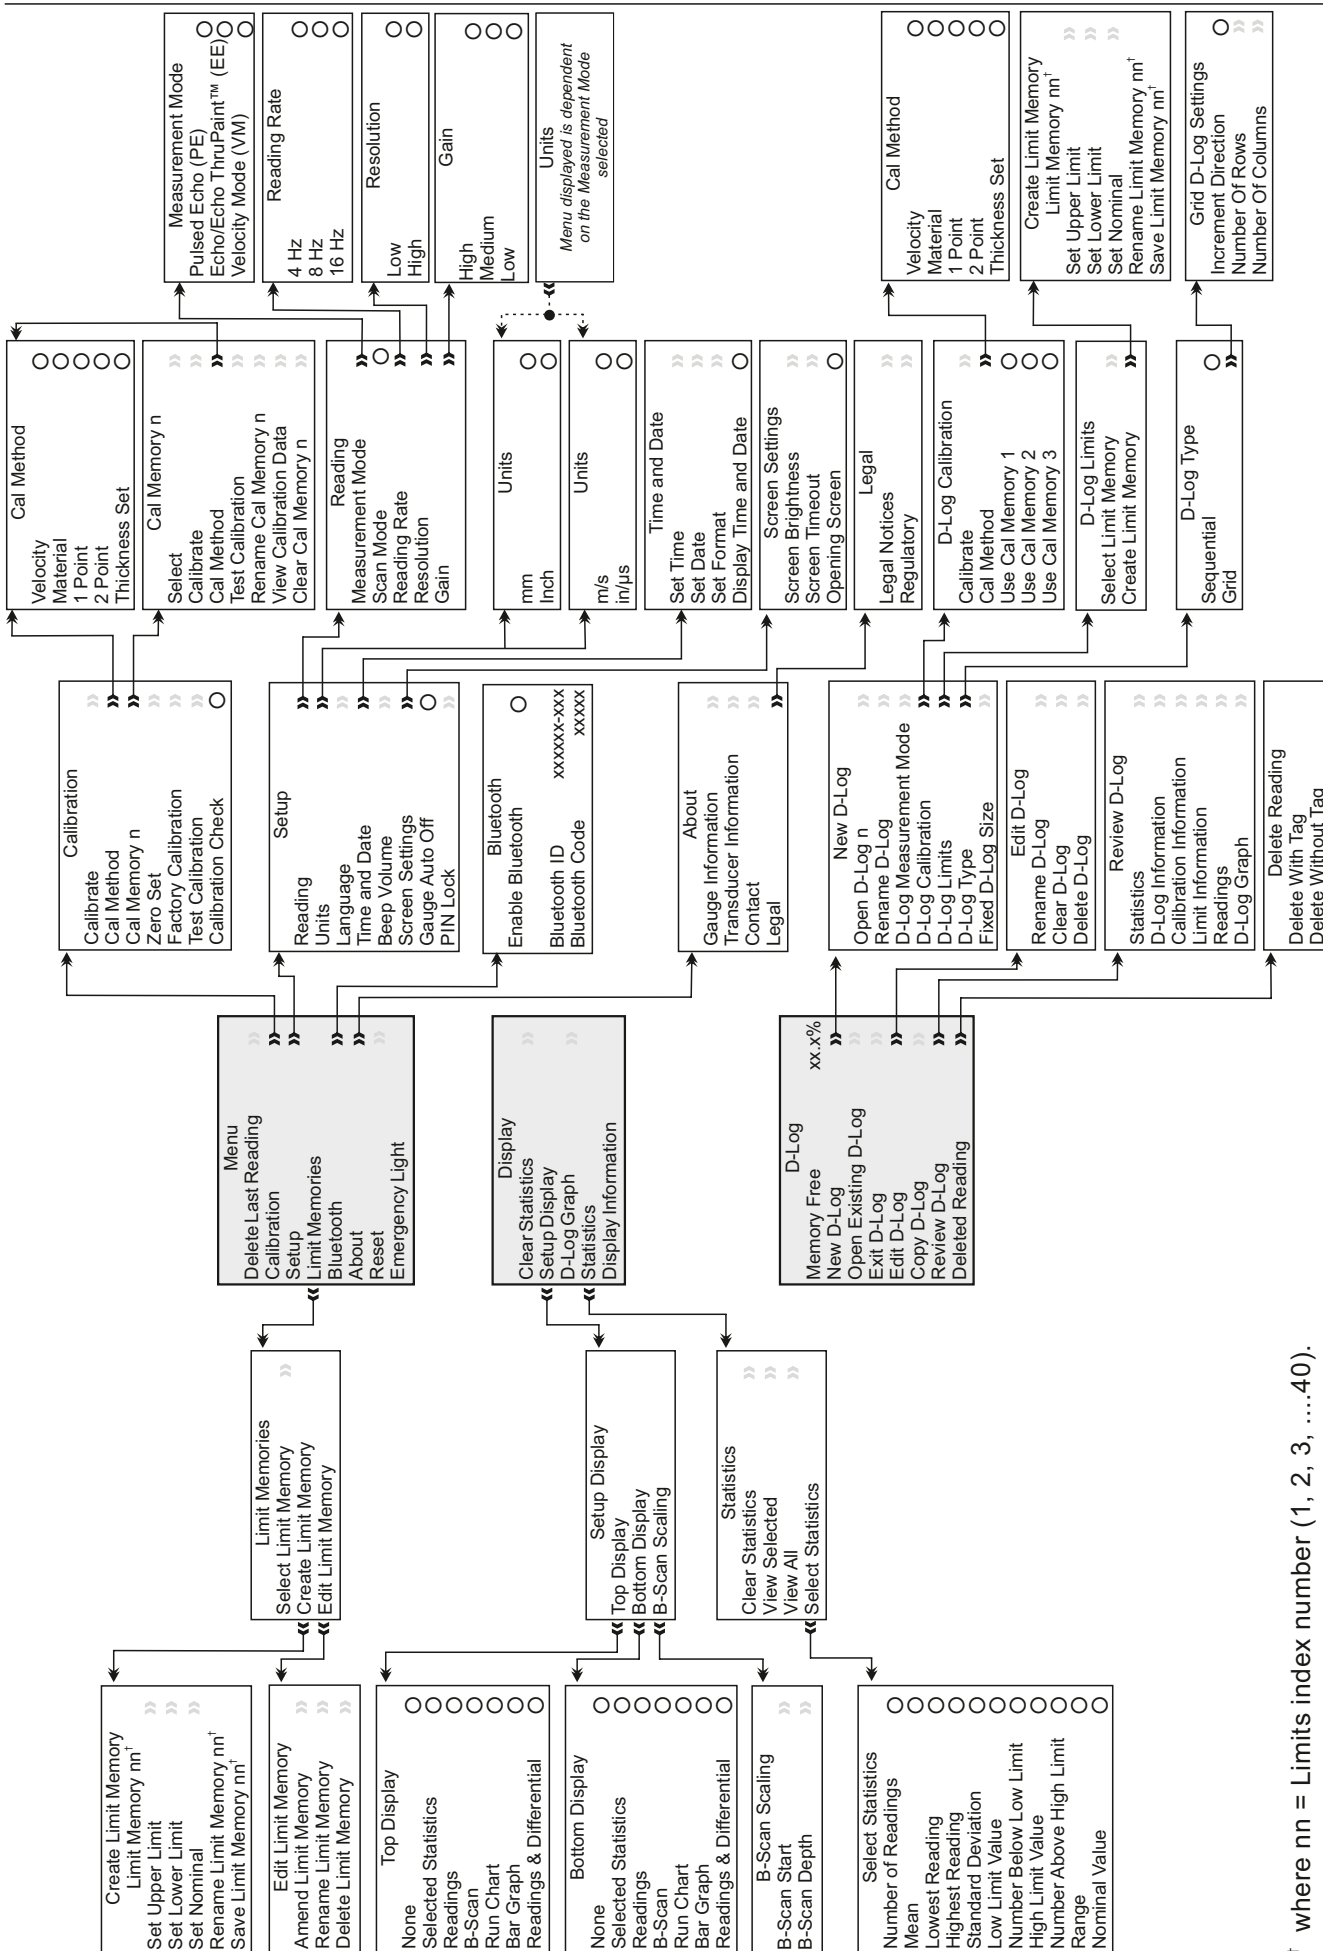 Create Limit Memory
Limit Memory nn†
Set Upper Limit
Set Lower Limit
Set Nominal
Rename Limit Memory nn†
Save Limit Memory nn†
Edit Limit Memory
Amend Limit Memory
Rename Limit Memory
Delete Limit Memory
Top Display
None
Selected Statistics
Readings
B-Scan
Run Chart
Bar Graph
Readings & Differential
Bottom Display
None
Selected Statistics
Readings
B-Scan
Run Chart
Bar Graph
Readings & Differential
B-Scan Scaling
B-Scan Start
B-Scan Depth
Select Statistics
Number of Readings
Mean
Lowest Reading
Highest Reading
Standard Deviation
Low Limit Value
Number Below Low Limit
High Limit Value
Number Above High Limit
Range
Nominal Value
Limit Memories
Select Limit Memory
Create Limit Memory
Edit Limit Memory
Setup Display
Top Display
Bottom Display
B-Scan Scaling
Statistics
Clear Statistics
View Selected
View All
Select Statistics
Menu
Delete Last Reading
Calibration
Setup
Limit Memories
Bluetooth
About
Reset
Emergency Light
Display
Clear Statistics
Setup Display
D-Log Graph
Statistics
Display Information
D-Log
Memory Free xx.x%
New D-Log
Open Existing D-Log
Exit D-Log
Edit D-Log
Copy D-Log
Review D-Log
Deleted Reading
Calibration
Calibrate
Cal Method
Cal Memory n
Zero Set
Factory Calibration
Test Calibration
Calibration Check
Setup
Reading
Units
Language
Time and Date
Beep Volume
Screen Settings
Gauge Auto Off
PIN Lock
Bluetooth
Enable Bluetooth
Bluetooth ID xxxxxx-xxx
Bluetooth Code xxxxx
About
Gauge Information
Transducer Information
Contact
Legal
New D-Log
Open D-Log n
Rename D-Log
D-Log Measurement Mode
D-Log Calibration
D-Log Limits
D-Log Type
Fixed D-Log Size
Edit D-Log
Rename D-Log
Clear D-Log
Delete D-Log
Review D-Log
Statistics
D-Log Information
Calibration Information
Limit Information
Readings
D-Log Graph
Delete Reading
Delete With Tag
Delete Without Tag
Cal Method
Velocity
Material
1 Point
2 Point
Thickness Set
Cal Memory n
Select
Calibrate
Cal Method
Test Calibration
Rename Cal Memory n
View Calibration Data
Clear Cal Memory n
Reading
Measurement Mode
Scan Mode
Reading Rate
Resolution
Gain
Units
mm
Inch
Units
m/s
in/µs
Time and Date
Set Time
Set Date
Set Format
Display Time and Date
Screen Settings
Screen Brightness
Screen Timeout
Opening Screen
Legal
Legal Notices
Regulatory
D-Log Calibration
Calibrate
Cal Method
Use Cal Memory 1
Use Cal Memory 2
Use Cal Memory 3
D-Log Limits
Select Limit Memory
Create Limit Memory
D-Log Type
Sequential
Grid
Measurement Mode
Pulsed Echo (PE)
Echo/Echo ThruPaint™ (EE)
Velocity Mode (VM)
Reading Rate
4 Hz
8 Hz
16 Hz
Resolution
Low
High
Gain
High
Medium
Low
Units
Menu displayed is dependent
on the Measurement Mode
selected
Cal Method
Velocity
Material
1 Point
2 Point
Thickness Set
Create Limit Memory
Limit Memory nn†
Set Upper Limit
Set Lower Limit
Set Nominal
Rename Limit Memory nn†
Save Limit Memory nn†
Grid D-Log Settings
Increment Direction
Number Of Rows
Number Of Columns
† where nn = Limits index number (1, 2, 3, ....40).